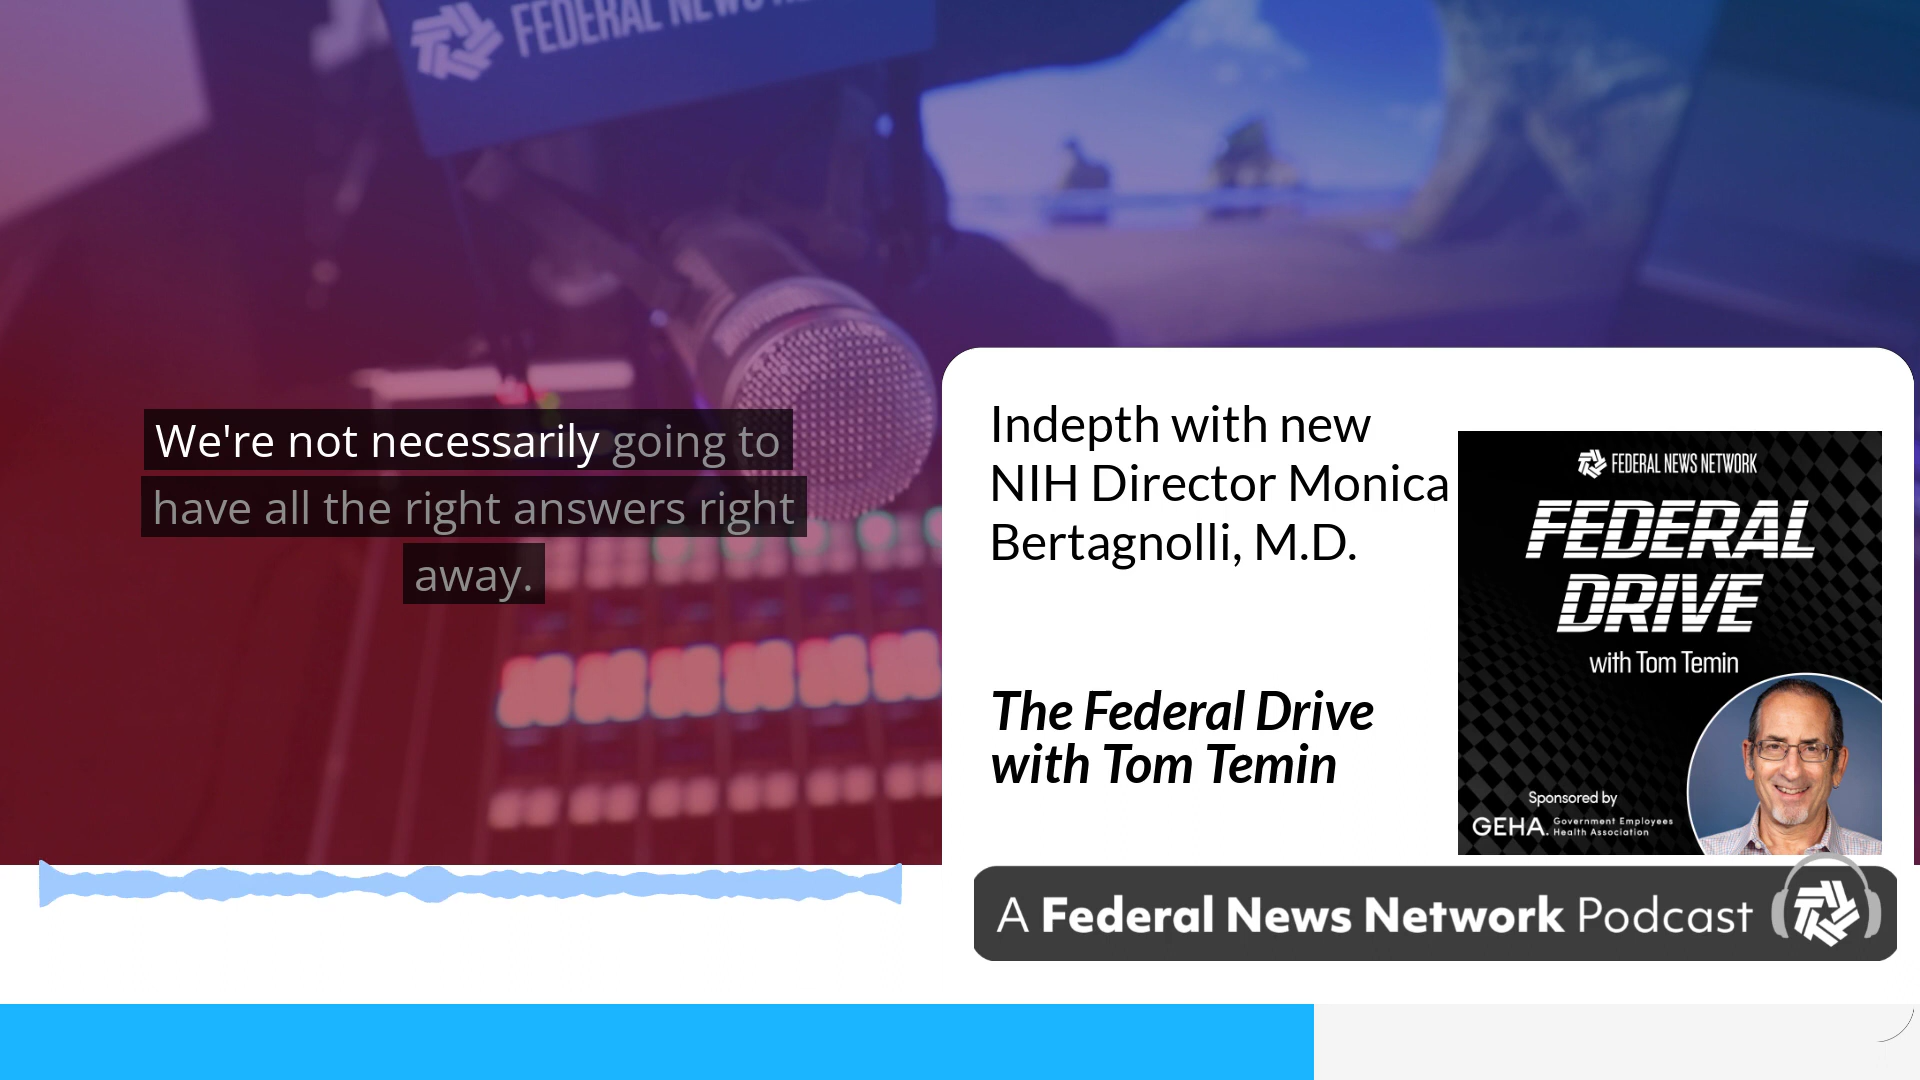 FEDERAL NEWS
We're not necessarily going to
have all the right answers right
away.
Indepth with new
NIH Director Monica
Bertagnolli, M.D.
The Federal Drive
with Tom Temin
FEDERAL NEWS NETWORK
FEDERAL
DRIVE
with Tom Temin
Sponsored by
GEHA. Government Employees
Health Association
A Federal News Network Podcast